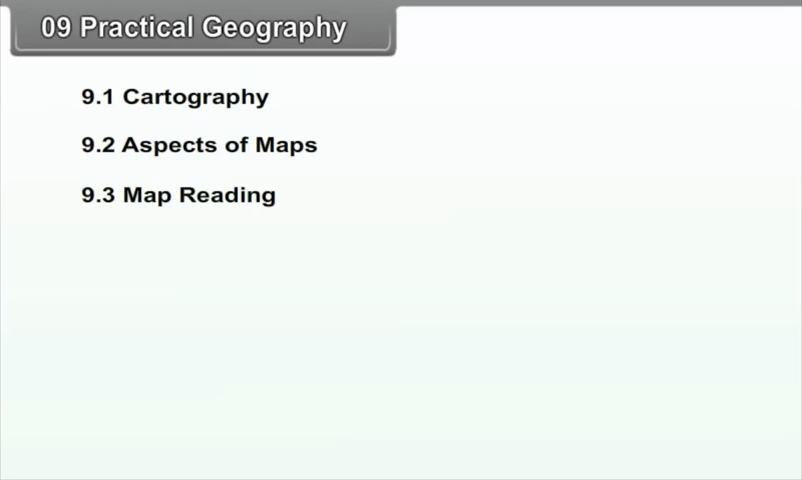 09 Practical Geography
9.1 Cartography
9.2 Aspects of Maps
9.3 Map Reading